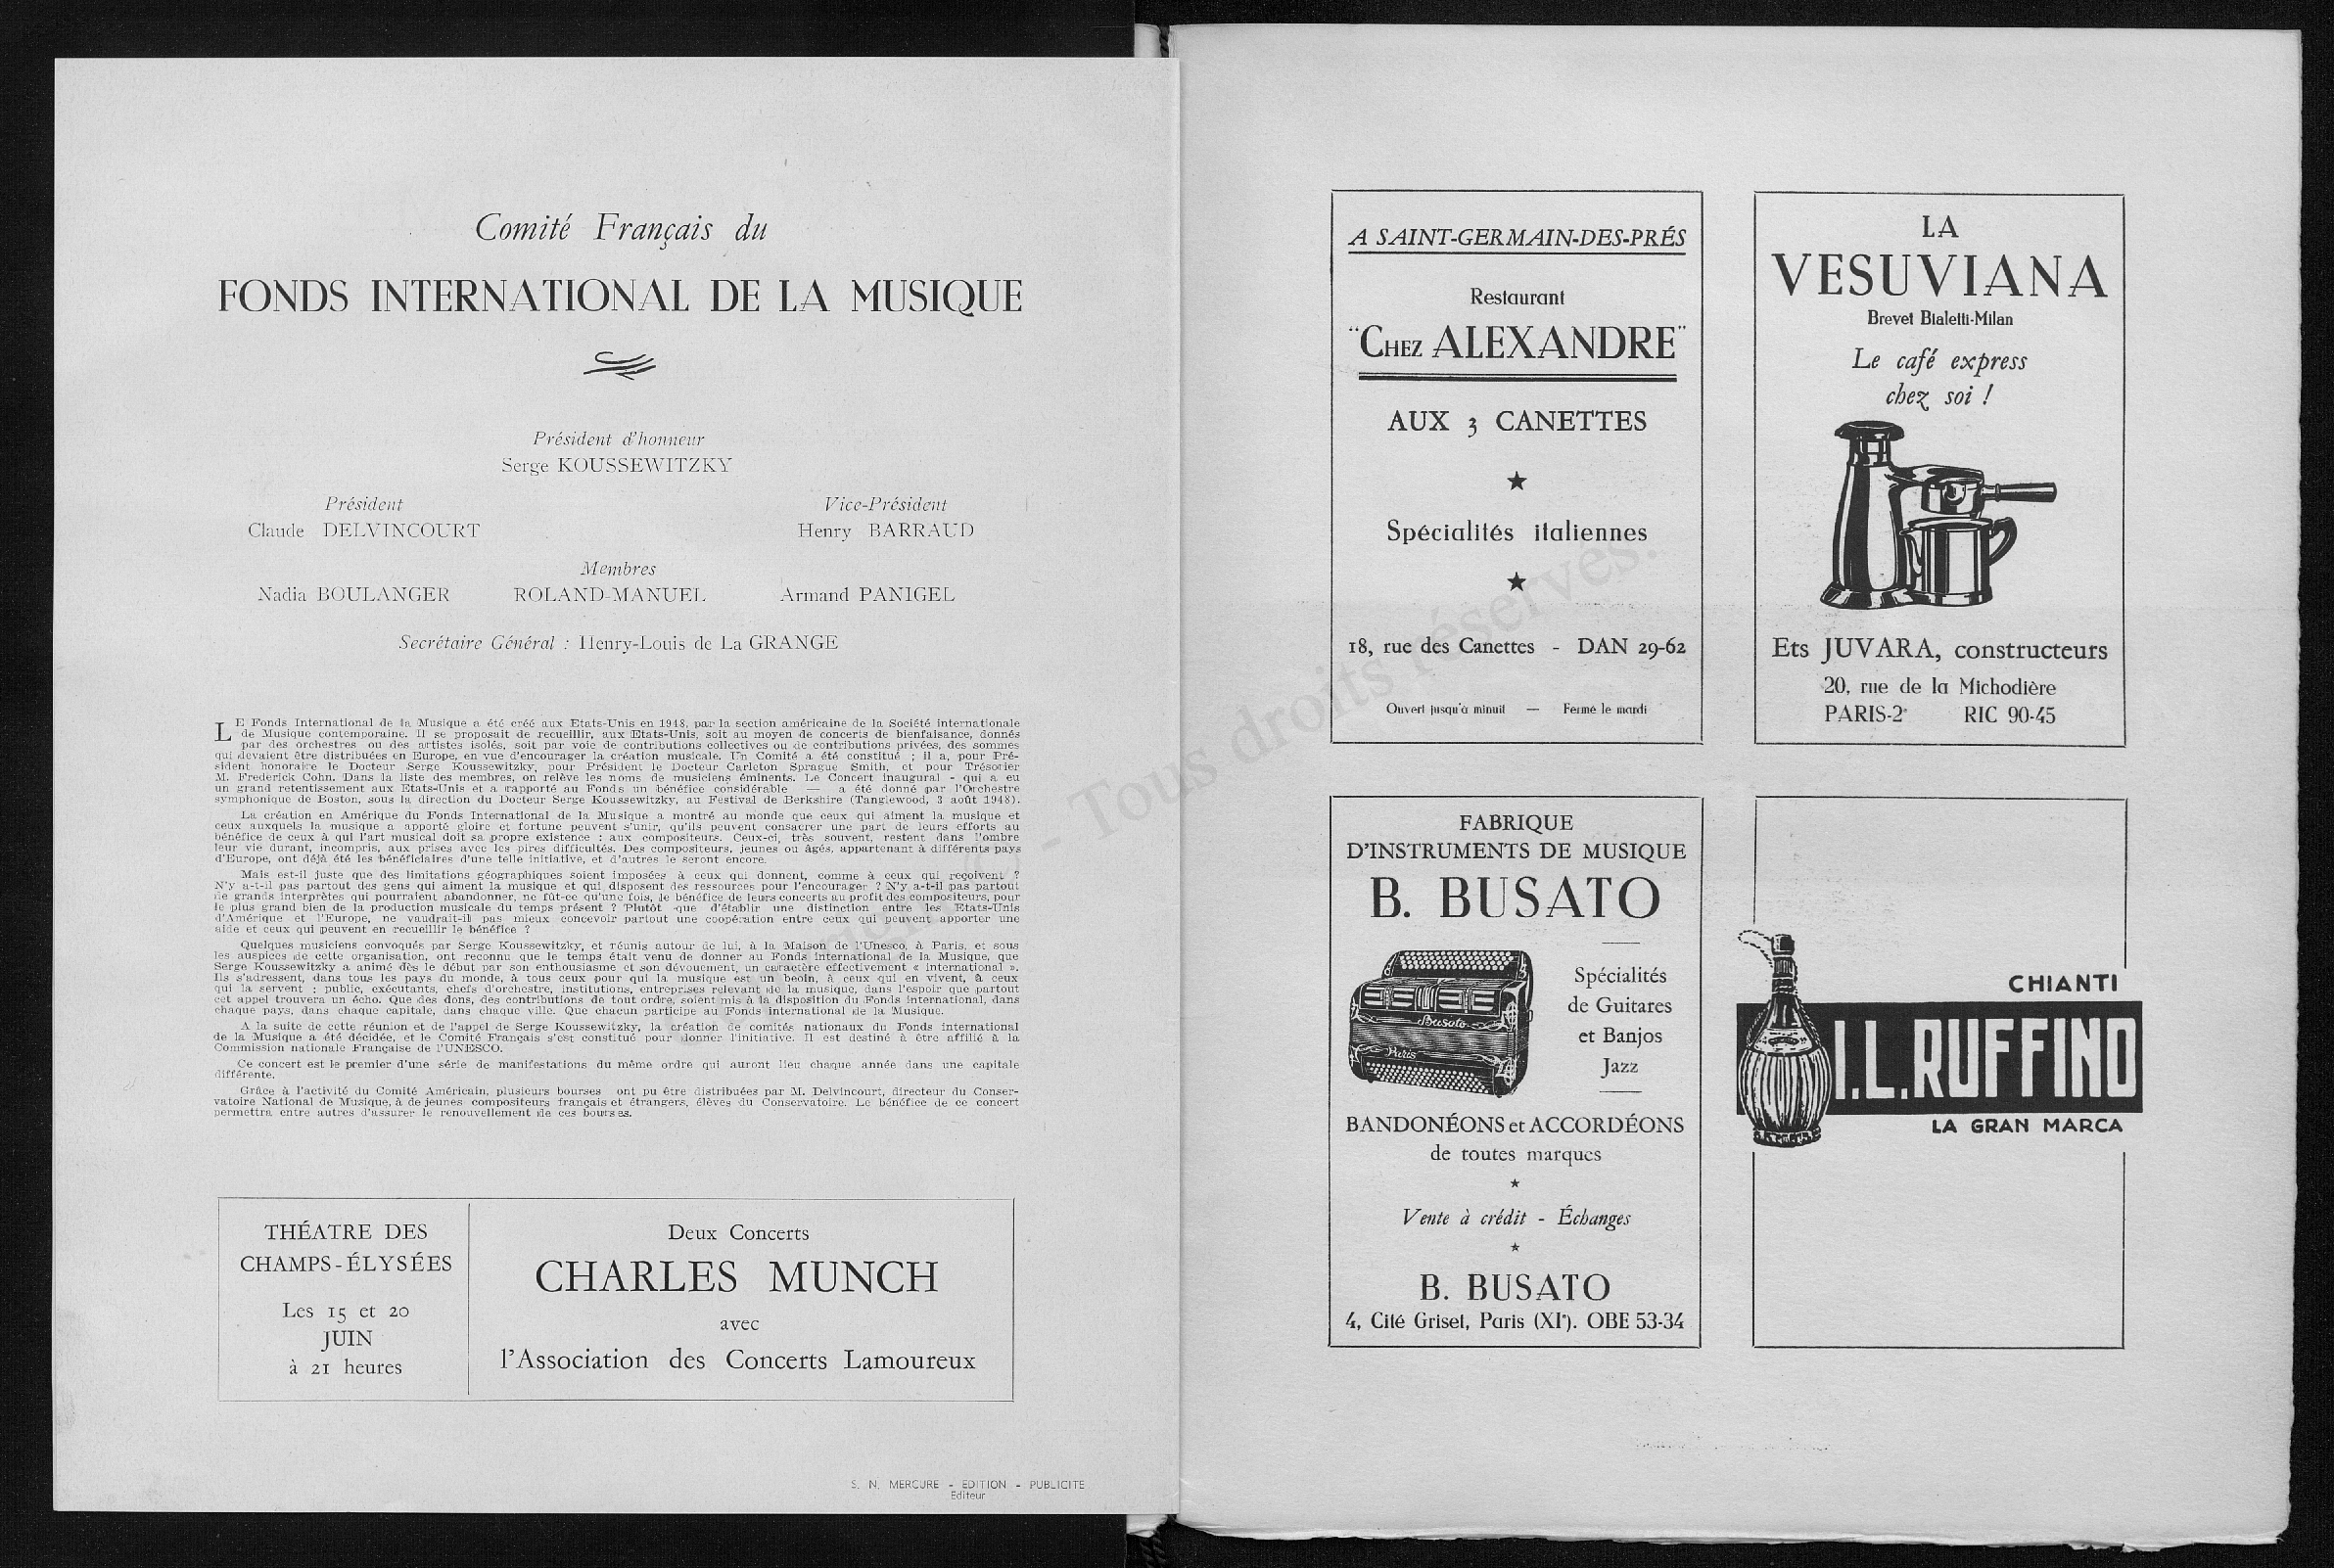 Comité Français du
FONDS INTERNATIONAL DE LA MUSIQUE
Président d'honneur
Serge KOUSSEWITZKY
Président
Claude DELVINCOURT
Vice-Président
Henry BARRAUD
Membres
Nadia BOULANGER ROLAND-MANUEL Armand PANIGEL
Secrétaire Général : Henry-Louis de La GRANGE
LE Fonds International de la Musique a été créé aux Etats-Unis en 1948, par la section américaine de la Société internationale
de Musique contemporaine. Il se proposait de recueillir, aux Etats-Unis, soit au moyen de concerts de bienfaisance, donnés
par des orchestres ou des artistes isolés, soit par voie de contributions collectives ou de contributions privées, des sommes
qui devaient être distribuées en Europe, en vue d'encourager la création musicale. Un Comité a été constitué ; il a, pour Pré-
sident honoraire le Docteur Serge Koussewitzky, pour Président le Docteur Carleton Sprague Smith, et pour Trésorier
M. Frederick Cohn. Dans la liste des membres, on relève les noms de musiciens éminents. Le Concert inaugural - qui a eu
un grand retentissement aux Etats-Unis et a rapporté au Fonds un bénéfice considérable — a été donné par l'Orchestre
symphonique de Boston, sous la direction du Docteur Serge Koussewitzky, au Festival de Berkshire (Tanglewood, 3 août 1948).
La création en Amérique du Fonds International de la Musique a montré au monde que ceux qui aiment la musique et
ceux auxquels la musique a apporté gloire et fortune peuvent s'unir, qu'ils peuvent consacrer une part de leurs efforts au
bénéfice de ceux à qui l'art musical doit sa propre existence : aux compositeurs. Ceux-ci, très souvent, restent dans l'ombre
leur vie durant, incompris, aux prises avec les pires difficultés. Des compositeurs, jeunes ou âgés, appartenant à différents pays
d'Europe, ont déjà été les bénéficiaires d'une telle initiative, et d'autres le seront encore.
Mais est-il juste que des limitations géographiques soient imposées à ceux qui donnent, comme à ceux qui reçoivent ?
N'y a-t-il pas partout des gens qui aiment la musique et qui disposent des ressources pour l'encourager ? N'y a-t-il pas partout
de grands interprètes qui pourraient abandonner, ne fût-ce qu'une fois, le bénéfice de leurs concerts au profit des compositeurs, pour
le plus grand bien de la production musicale du temps présent ? Plutôt que d'établir une distinction entre les Etats-Unis
d'Amérique et l'Europe, ne vaudrait-il pas mieux concevoir partout une coopération entre ceux qui peuvent apporter une
aide et ceux qui peuvent en recueillir le bénéfice ?
Quelques musiciens convoqués par Serge Koussewitzky, et réunis autour de lui, à la Maison de l'Unesco, à Paris, et sous
les auspices de cette organisation, ont reconnu que le temps était venu de donner au Fonds international de la Musique, que
Serge Koussewitzky a animé dès le début par son enthousiasme et son dévouement, un caractère effectivement « international ».
Ils s'adressent, dans tous les pays du monde, à tous ceux pour qui la musique est un beoin, à ceux qui en vivent, à ceux
qui la servent : public, exécutants, chefs d'orchestre, institutions, entreprises relevant de la musique, dans l'espoir que partout
cet appel trouvera un écho. Que des dons, des contributions de tout ordre, soient mis à la disposition du Fonds international, dans
chaque pays, dans chaque capitale, dans chaque ville. Que chacun participe au Fonds international de la Musique.
A la suite de cette réunion et de l'appel de Serge Koussewitzky, la création de comités nationaux du Fonds international
de la Musique a été décidée, et le Comité Français s'est constitué pour donner l'initiative. Il est destiné à être affilié à la
Commission nationale Française de l'UNESCO.
Ce concert est le premier d'une série de manifestations du même ordre qui auront lieu chaque année dans une capitale
différente.
Grâce à l'activité du Comité Américain, plusieurs bourses ont pu être distribuées par M. Delvincourt, directeur du Conser-
vatoire National de Musique, à de jeunes compositeurs français et étrangers, élèves du Conservatoire. Le bénéfice de ce concert
permettra entre autres d'assurer le renouvellement de ces bourses.
THÉATRE DES
CHAMPS-ÉLYSÉES
Les 15 et 20
JUIN
à 21 heures
Deux Concerts
CHARLES MUNCH
avec
l'Association des Concerts Lamoureux
S. N. MERCURE - EDITION - PUBLICITE
Editeur
A SAINT-GERMAIN-DES-PRÉS
Restaurant
"CHEZ ALEXANDRE"
AUX 3 CANETTES
★
Spécialités italiennes
★
18, rue des Canettes - DAN 29-62
Ouvert jusqu'à minuit — Fermé le mardi
LA
VESUVIANA
Brevet Bialetti-Milan
Le café express
chez soi !
Ets JUVARA, constructeurs
20, rue de la Michodière
PARIS-2e RIC 90-45
FABRIQUE
D'INSTRUMENTS DE MUSIQUE
B. BUSATO
Busato
Paris
Spécialités
de Guitares
et Banjos
Jazz
BANDONÉONS et ACCORDÉONS
de toutes marques
★
Vente à crédit - Échanges
★
B. BUSATO
4, Cité Griset, Paris (XIe). OBE 53-34
CHIANTI
I.L.RUFFINO
LA GRAN MARCA
© - Tous droits réservés.